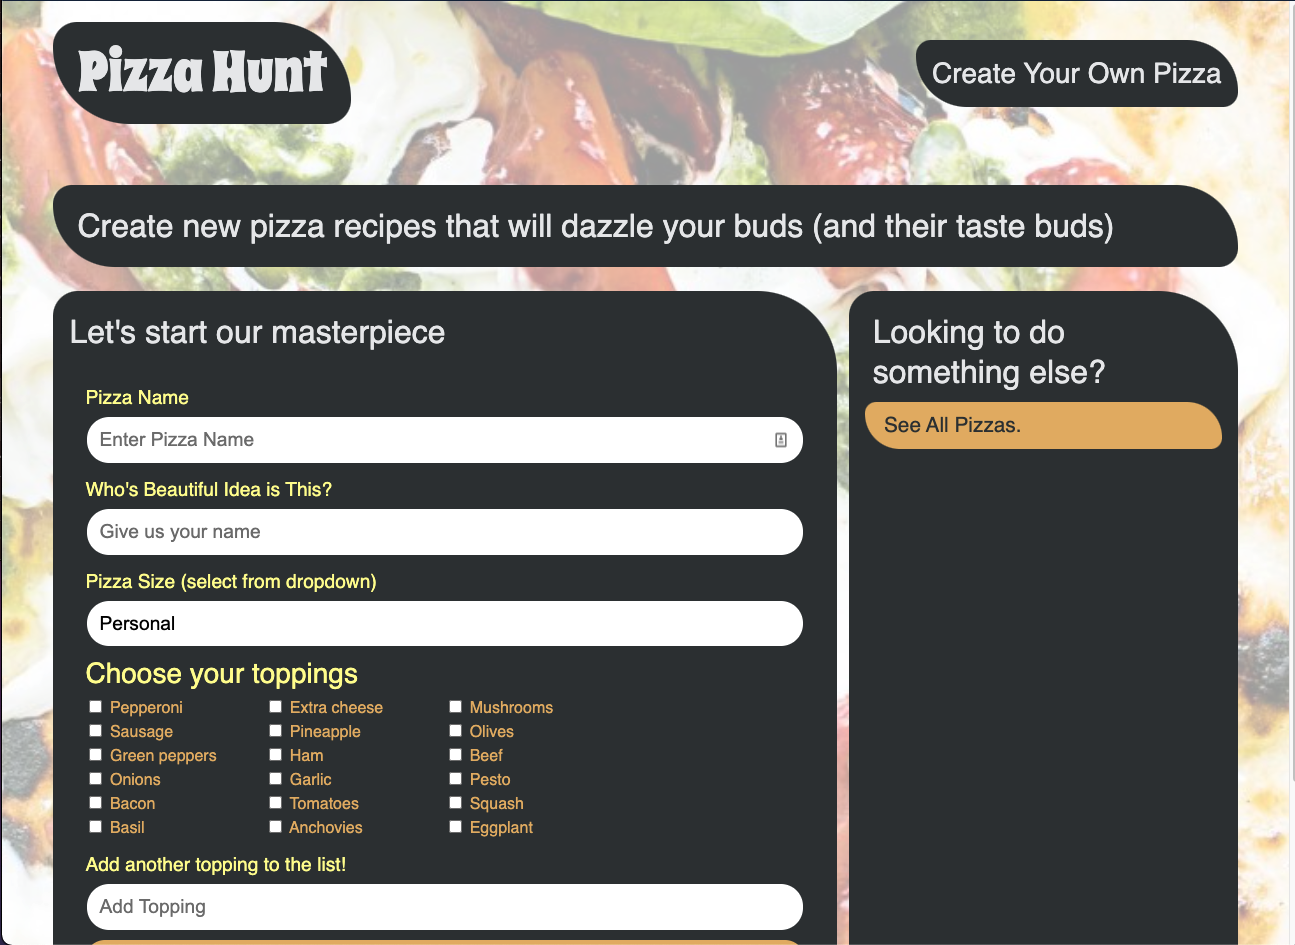 Pizza Hunt
Create Your Own Pizza
Create new pizza recipes that will dazzle your buds (and their taste buds)
Let's start our masterpiece
Pizza Name
Enter Pizza Name
Who's Beautiful Idea is This?
Give us your name
Pizza Size (select from dropdown)
Personal
Choose your toppings
Pepperoni Extra cheese Mushrooms
Sausage Pineapple Olives
Green peppers Ham Beef
Onions Garlic Pesto
Bacon Tomatoes Squash
Basil Anchovies Eggplant
Add another topping to the list!
Add Topping
Looking to do
something else?
See All Pizzas.